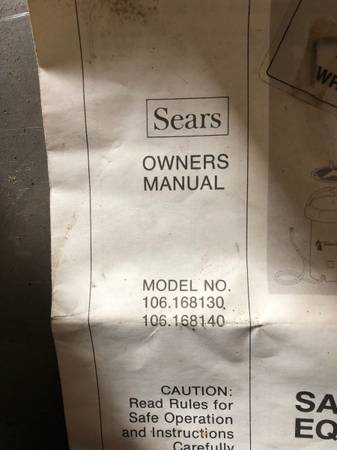 Sears
OWNERS
MANUAL
MODEL NO.
106.168130
106.168140
CAUTION:
Read Rules for
Safe Operation
and Instructions
Carefully
WA
SA
EQ